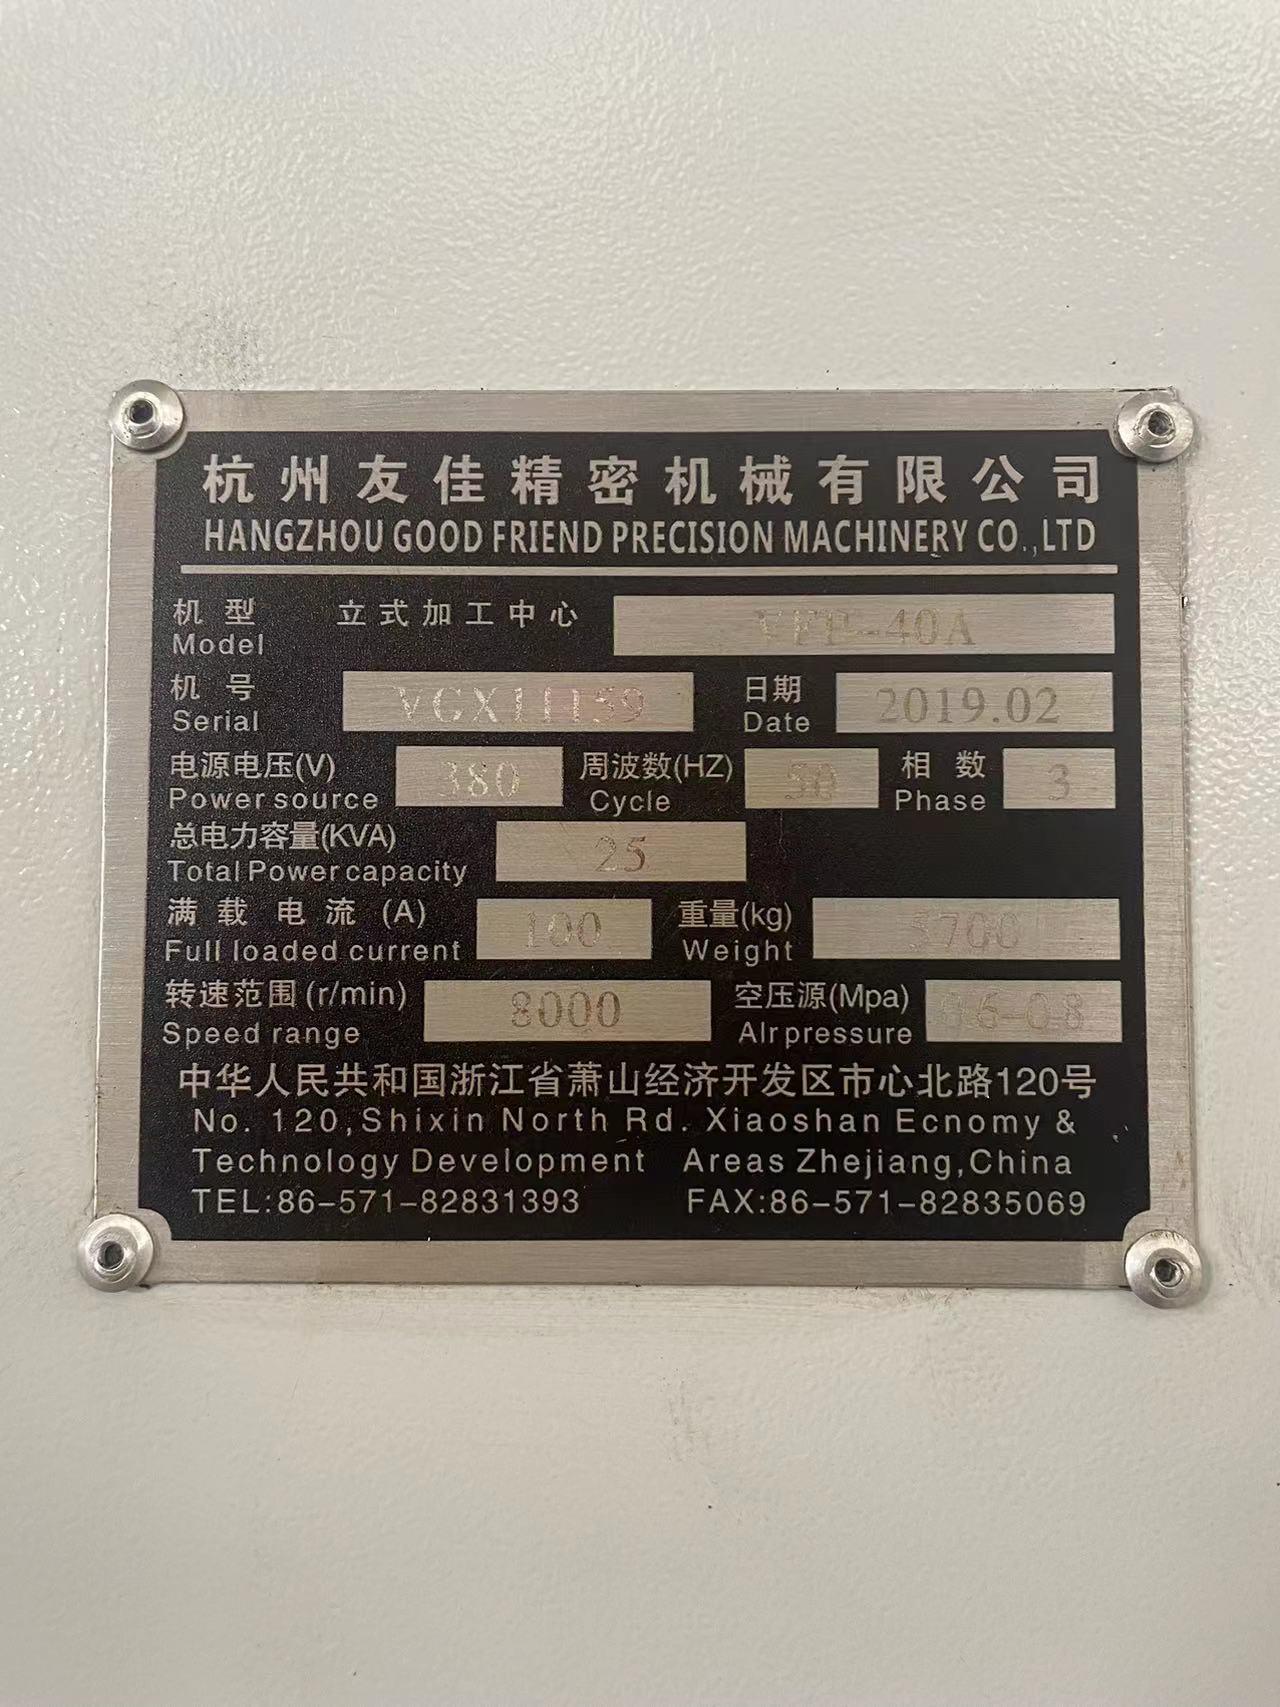 杭州友佳精密机械有限公司
HANGZHOU GOOD FRIEND PRECISION MACHINERY CO.,LTD
机型 立式加工中心 VFP-40A
Model
机号 VGX11159 日期 2019.02
Serial Date
电源电压(V) 380 周波数(HZ) 50 相数 3
Power source Cycle Phase
总电力容量(KVA) 25
Total Power capacity
满载电流(A) 100 重量(kg) 5700
Full loaded current Weight
转速范围(r/min) 8000 空压源(Mpa)
Speed range Air pressure
中华人民共和国浙江省萧山经济开发区市心北路120号
No. 120,Shixin North Rd. Xiaoshan Ecnomy &
Technology Development Areas Zhejiang,China
TEL:86-571-82831393 FAX:86-571-82835069